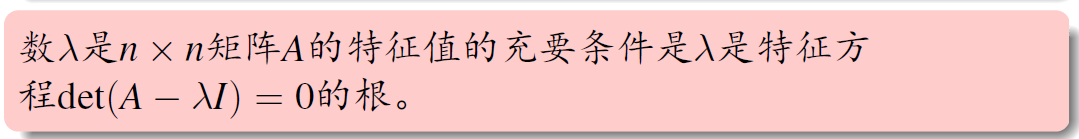 数λ是n × n矩阵A的特征值的充要条件是λ是特征方
程det(A − λI) = 0的根。